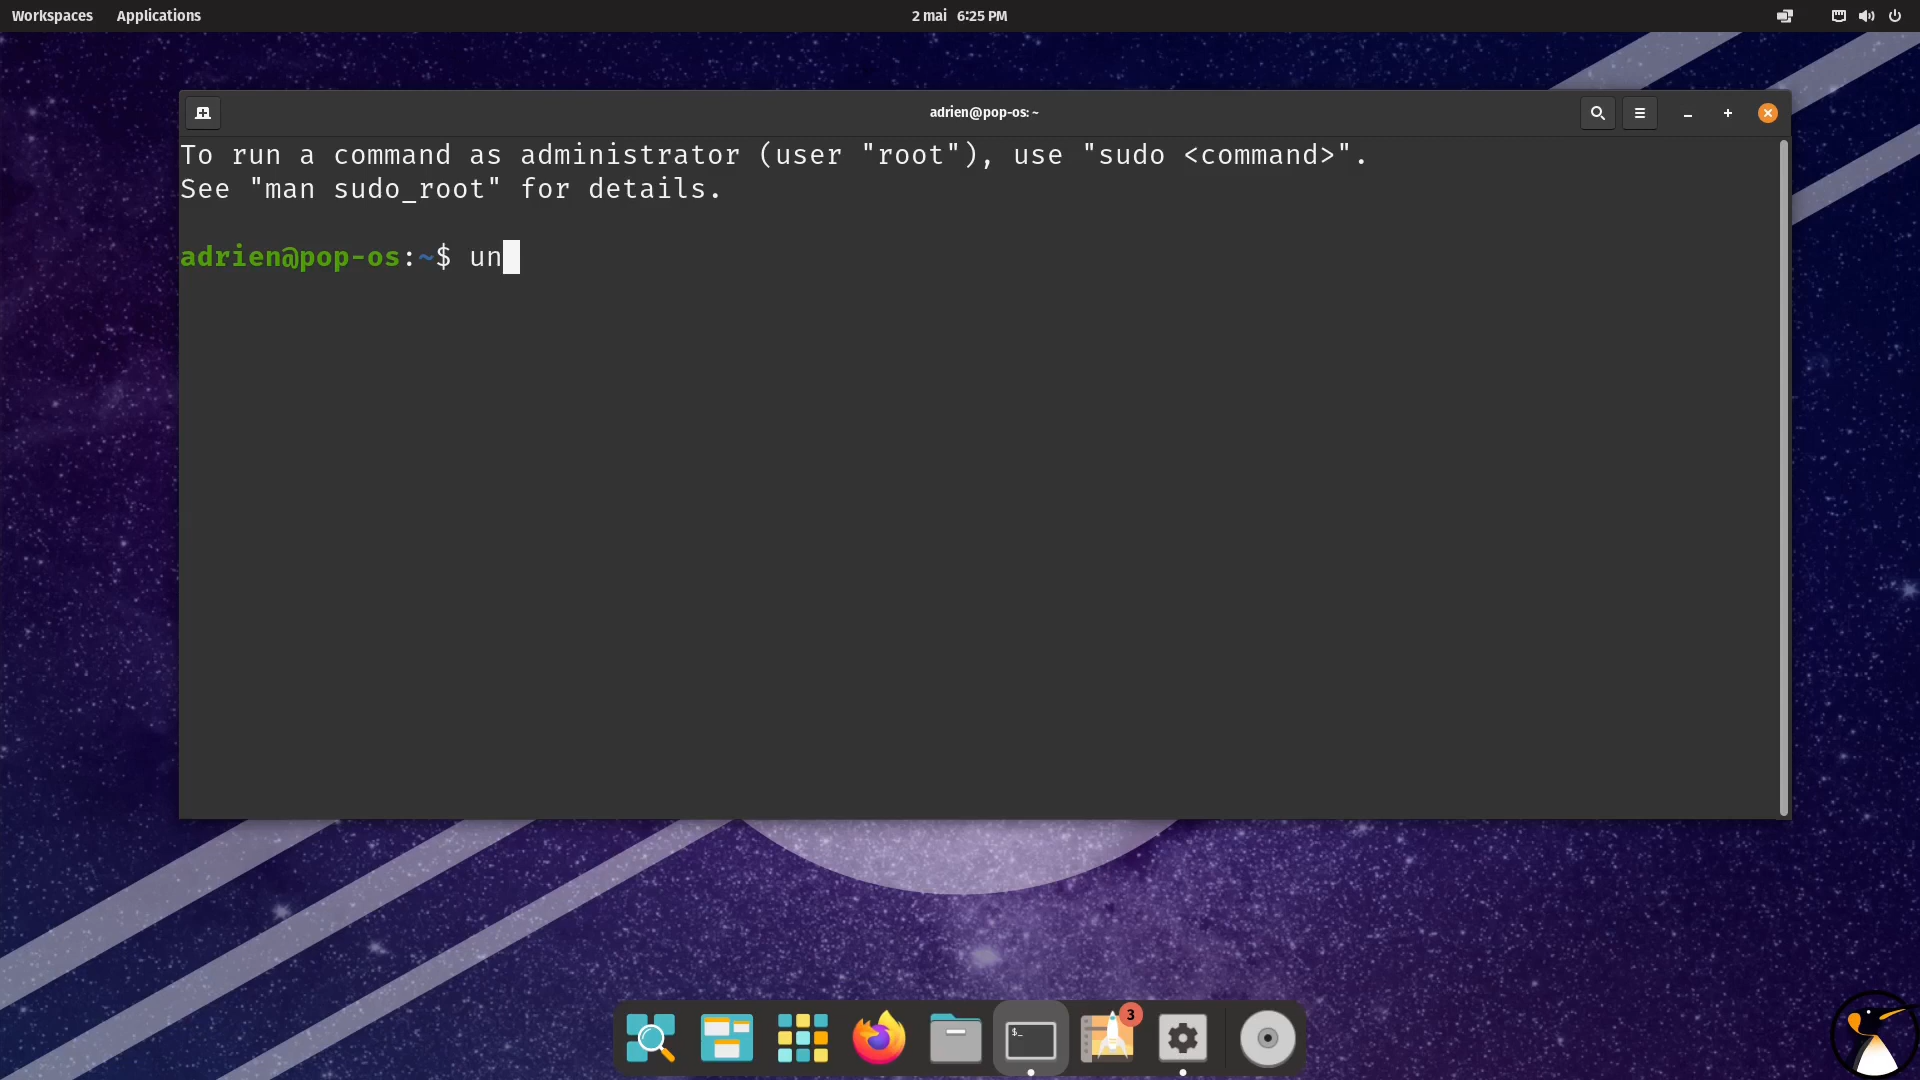 Workspaces Applications 2 mai 6:25 PM
adrien@pop-os: ~
To run a command as administrator (user "root"), use "sudo <command>".
See "man sudo_root" for details.
adrien@pop-os:~$ un
$_
3